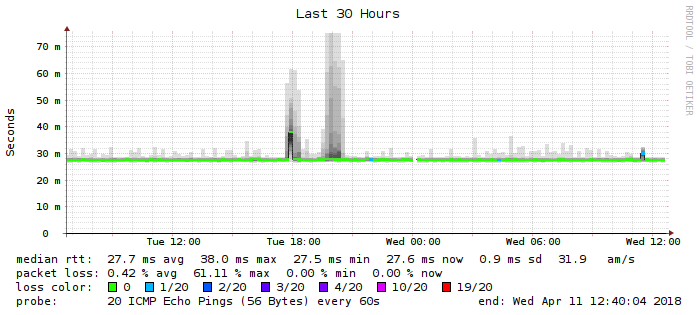 Last 30 Hours
RRDTOOL / TOBI OETIKER
Seconds
70 m
60 m
50 m
40 m
30 m
20 m
10 m
0
Tue 12:00 Tue 18:00 Wed 00:00 Wed 06:00 Wed 12:00
median rtt: 27.7 ms avg 38.0 ms max 27.5 ms min 27.6 ms now 0.9 ms sd 31.9 am/s
packet loss: 0.42 % avg 61.11 % max 0.00 % min 0.00 % now
loss color: 0 1/20 2/20 3/20 4/20 10/20 19/20
probe: 20 ICMP Echo Pings (56 Bytes) every 60s end: Wed Apr 11 12:40:04 2018